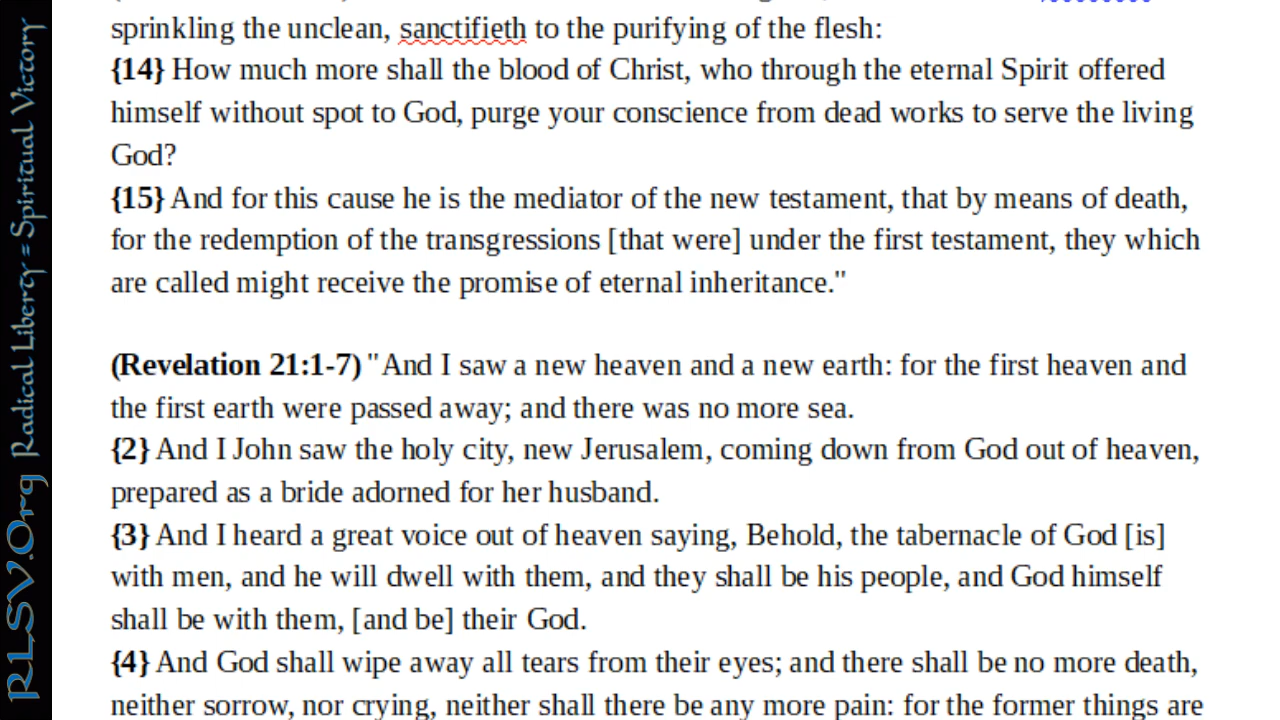 sprinkling the unclean, sanctifieth to the purifying of the flesh:
{14} How much more shall the blood of Christ, who through the eternal Spirit offered
himself without spot to God, purge your conscience from dead works to serve the living
God?
{15} And for this cause he is the mediator of the new testament, that by means of death,
for the redemption of the transgressions [that were] under the first testament, they which
are called might receive the promise of eternal inheritance."
(Revelation 21:1-7) "And I saw a new heaven and a new earth: for the first heaven and
the first earth were passed away; and there was no more sea.
{2} And I John saw the holy city, new Jerusalem, coming down from God out of heaven,
prepared as a bride adorned for her husband.
{3} And I heard a great voice out of heaven saying, Behold, the tabernacle of God [is]
with men, and he will dwell with them, and they shall be his people, and God himself
shall be with them, [and be] their God.
{4} And God shall wipe away all tears from their eyes; and there shall be no more death,
neither sorrow, nor crying, neither shall there be any more pain: for the former things are
RLSV.Org Radical Liberty = Spiritual Victory